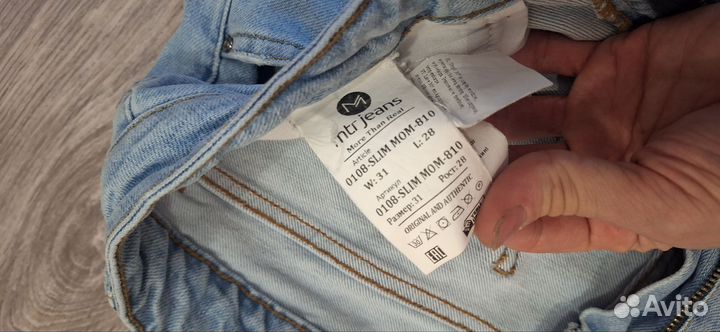 mtr jeans
More Than Real
Article
0108-SLIM MOM-810
W: 31 L: 28
Артикул
0108-SLIM MOM-810
Размер: 31 Рост: 28
ORIGINAL AND AUTHENTIC
EAC
Avito